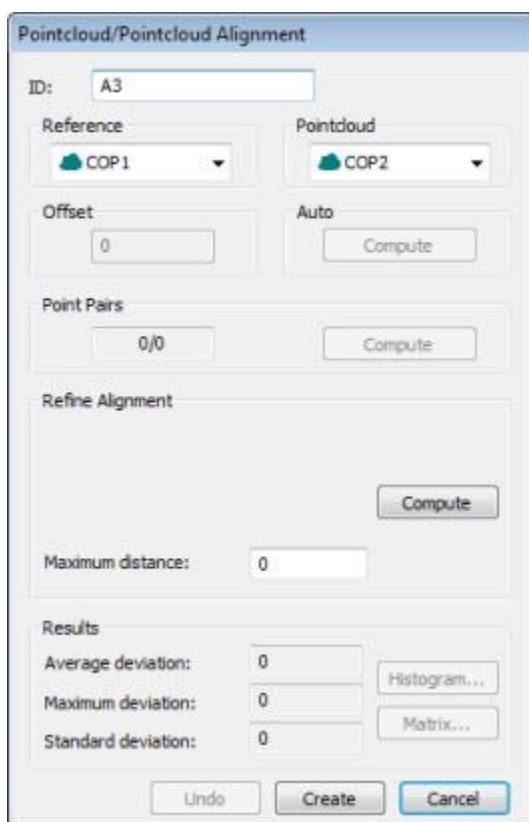 Pointcloud/Pointcloud Alignment
ID: A3
Reference Pointcloud
COP1 COP2
Offset Auto
0 Compute
Point Pairs
0/0 Compute
Refine Alignment
Compute
Maximum distance: 0
Results
Average deviation: 0
Histogram...
Maximum deviation: 0
Matrix...
Standard deviation: 0
Undo Create Cancel